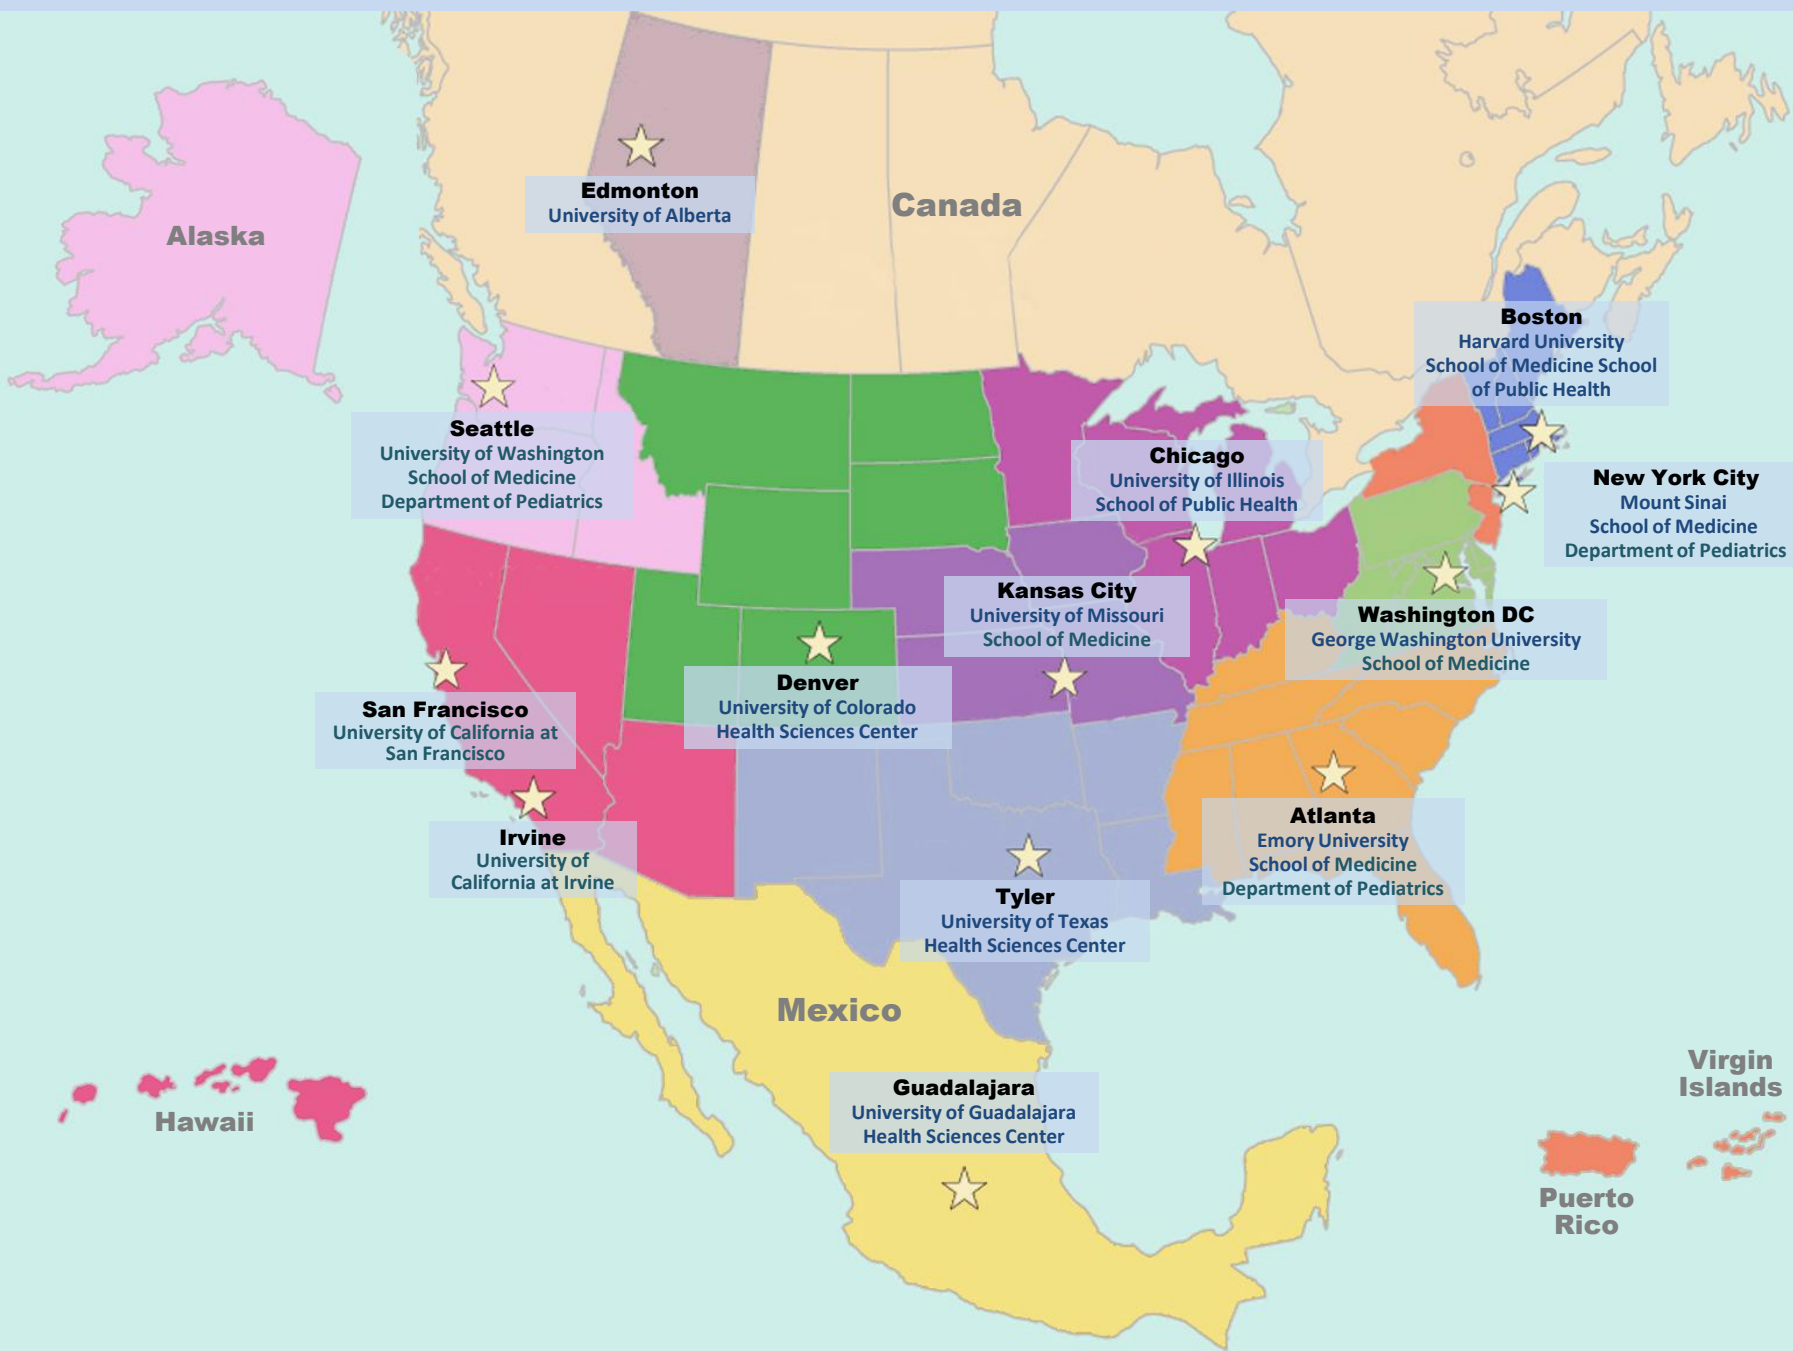 Canada
Edmonton
University of Alberta
Alaska
Boston
Harvard University
School of Medicine School
of Public Health
Seattle
University of Washington
School of Medicine
Department of Pediatrics
Chicago
University of Illinois
School of Public Health
New York City
Mount Sinai
School of Medicine
Department of Pediatrics
Kansas City
University of Missouri
School of Medicine
Washington DC
George Washington University
School of Medicine
Denver
University of Colorado
Health Sciences Center
San Francisco
University of California at
San Francisco
Irvine
University of
California at Irvine
Atlanta
Emory University
School of Medicine
Department of Pediatrics
Tyler
University of Texas
Health Sciences Center
Mexico
Guadalajara
University of Guadalajara
Health Sciences Center
Hawaii
Virgin
Islands
Puerto
Rico